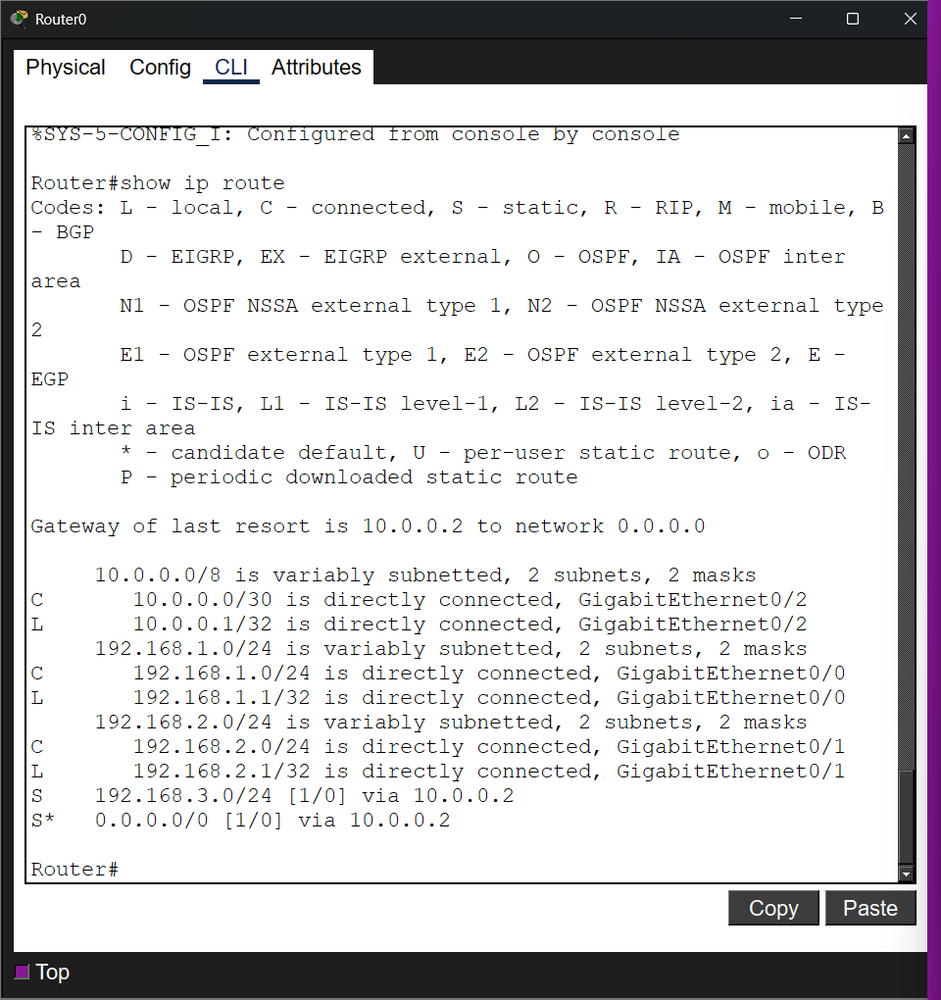 Router0
Physical Config CLI Attributes
%SYS-5-CONFIG_I: Configured from console by console
Router#show ip route
Codes: L - local, C - connected, S - static, R - RIP, M - mobile, B
- BGP
D - EIGRP, EX - EIGRP external, O - OSPF, IA - OSPF inter
area
N1 - OSPF NSSA external type 1, N2 - OSPF NSSA external type
2
E1 - OSPF external type 1, E2 - OSPF external type 2, E -
EGP
i - IS-IS, L1 - IS-IS level-1, L2 - IS-IS level-2, ia - IS-
IS inter area
* - candidate default, U - per-user static route, o - ODR
P - periodic downloaded static route
Gateway of last resort is 10.0.0.2 to network 0.0.0.0
10.0.0.0/8 is variably subnetted, 2 subnets, 2 masks
C 10.0.0.0/30 is directly connected, GigabitEthernet0/2
L 10.0.0.1/32 is directly connected, GigabitEthernet0/2
192.168.1.0/24 is variably subnetted, 2 subnets, 2 masks
C 192.168.1.0/24 is directly connected, GigabitEthernet0/0
L 192.168.1.1/32 is directly connected, GigabitEthernet0/0
192.168.2.0/24 is variably subnetted, 2 subnets, 2 masks
C 192.168.2.0/24 is directly connected, GigabitEthernet0/1
L 192.168.2.1/32 is directly connected, GigabitEthernet0/1
S 192.168.3.0/24 [1/0] via 10.0.0.2
S* 0.0.0.0/0 [1/0] via 10.0.0.2
Router#
Copy Paste
Top